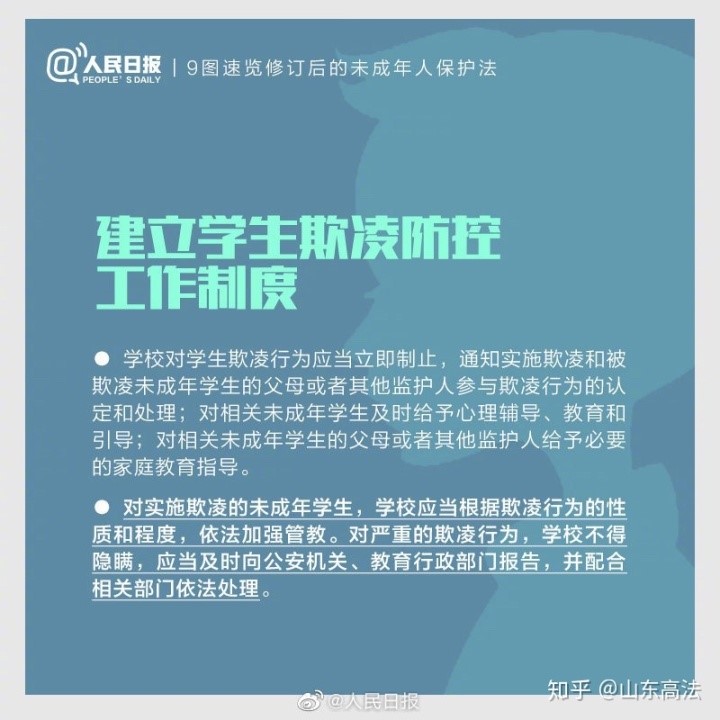 @人民日报 | 9图速览修订后的未成年人保护法
PEOPLE'S DAILY
建立学生欺凌防控
工作制度
● 学校对学生欺凌行为应当立即制止，通知实施欺凌和被
欺凌未成年学生的父母或者其他监护人参与欺凌行为的认
定和处理；对相关未成年学生及时给予心理辅导、教育和
引导；对相关未成年学生的父母或者其他监护人给予必要
的家庭教育指导。
● 对实施欺凌的未成年学生，学校应当根据欺凌行为的性
质和程度，依法加强管教。对严重的欺凌行为，学校不得
隐瞒，应当及时向公安机关、教育行政部门报告，并配合
相关部门依法处理。
@人民日报
知乎 @山东高法